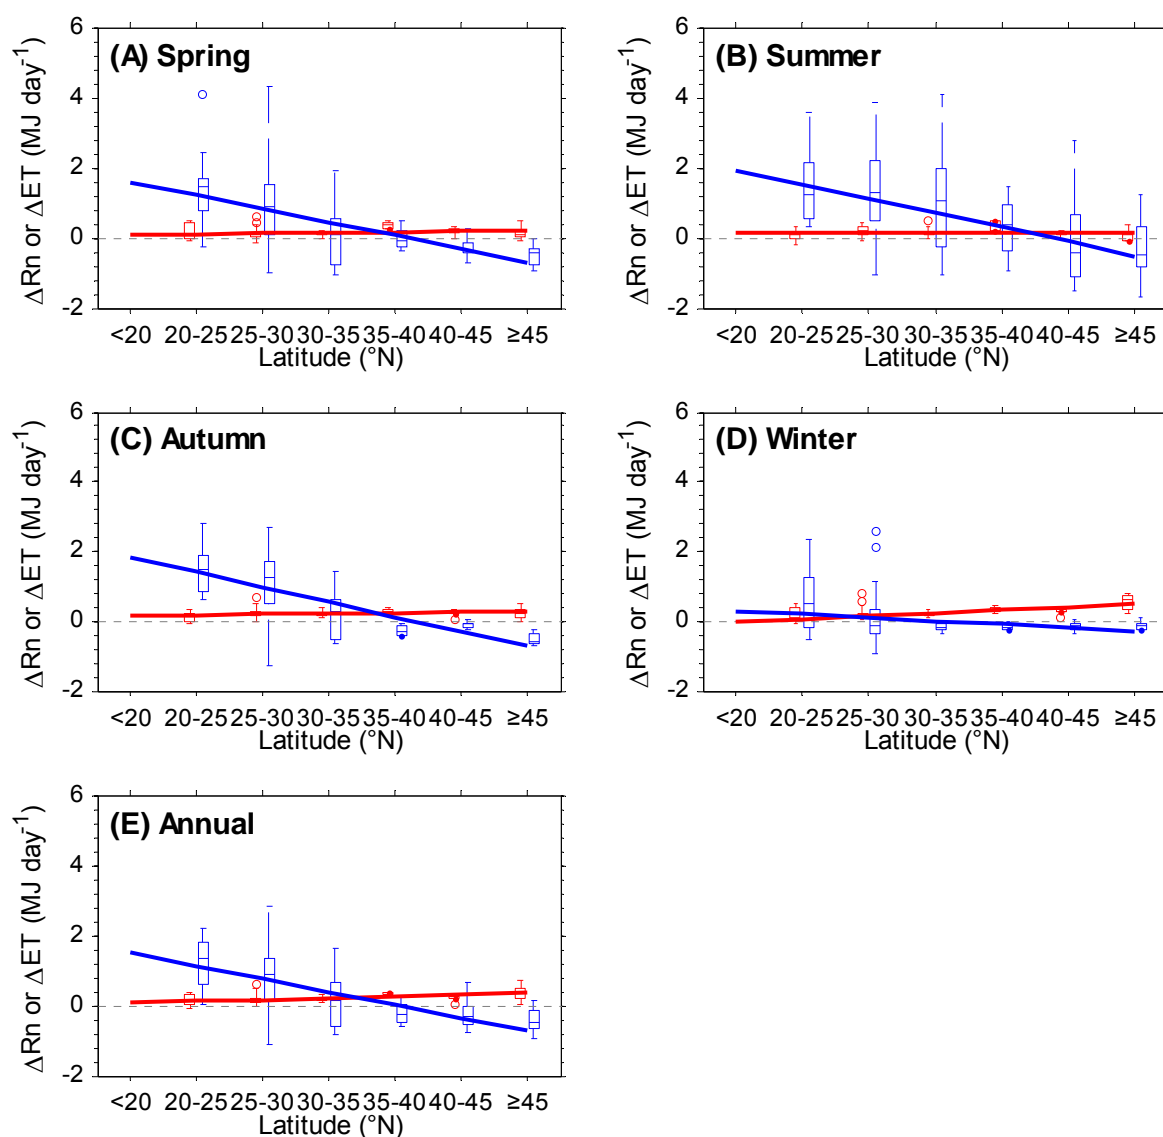 (A) Spring
6
4
2
0
-2
ΔRn or ΔET (MJ day-1)
<20 20-25 25-30 30-35 35-40 40-45 ≥45
Latitude (°N)
(B) Summer
6
4
2
0
-2
ΔRn or ΔET (MJ day-1)
<20 20-25 25-30 30-35 35-40 40-45 ≥45
Latitude (°N)
(C) Autumn
6
4
2
0
-2
ΔRn or ΔET (MJ day-1)
<20 20-25 25-30 30-35 35-40 40-45 ≥45
Latitude (°N)
(D) Winter
6
4
2
0
-2
ΔRn or ΔET (MJ day-1)
<20 20-25 25-30 30-35 35-40 40-45 ≥45
Latitude (°N)
(E) Annual
6
4
2
0
-2
ΔRn or ΔET (MJ day-1)
<20 20-25 25-30 30-35 35-40 40-45 ≥45
Latitude (°N)